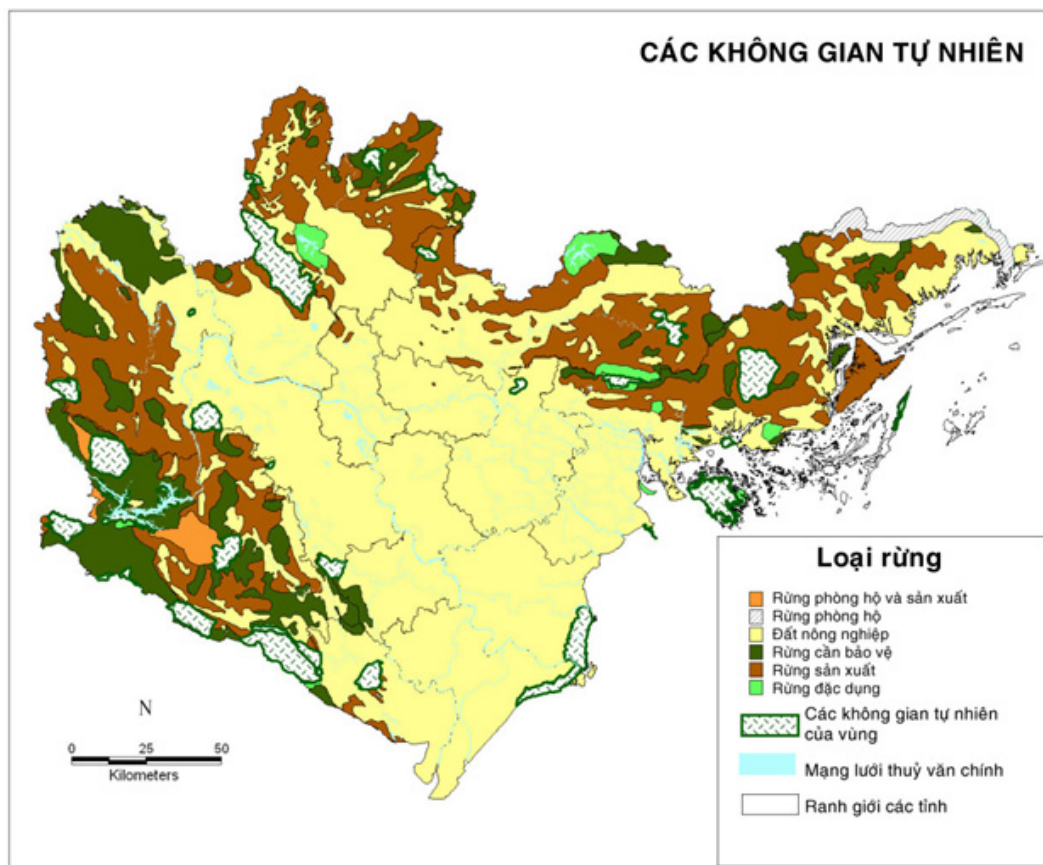 CÁC KHÔNG GIAN TỰ NHIÊN
Loại rừng
Rừng phòng hộ và sản xuất
Rừng phòng hộ
Đất nông nghiệp
Rừng cần bảo vệ
Rừng sản xuất
Rừng đặc dụng
Các không gian tự nhiên
của vùng
Mạng lưới thuỷ văn chính
Ranh giới các tỉnh
N
0 25 50
Kilometers